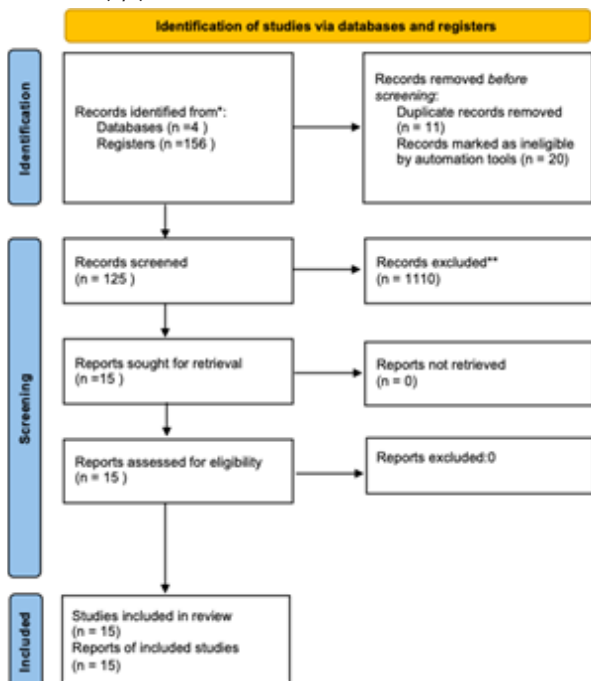 Identification of studies via databases and registers
Identification
Records identified from*:
Databases (n =4 )
Registers (n =156 )
Records removed before
screening:
Duplicate records removed
(n = 11)
Records marked as ineligible
by automation tools (n = 20)
Screening
Records screened
(n = 125 )
Records excluded**
(n = 1110)
Reports sought for retrieval
(n =15 )
Reports not retrieved
(n = 0)
Reports assessed for eligibility
(n = 15 )
Reports excluded:0
Included
Studies included in review
(n = 15)
Reports of included studies
(n = 15)